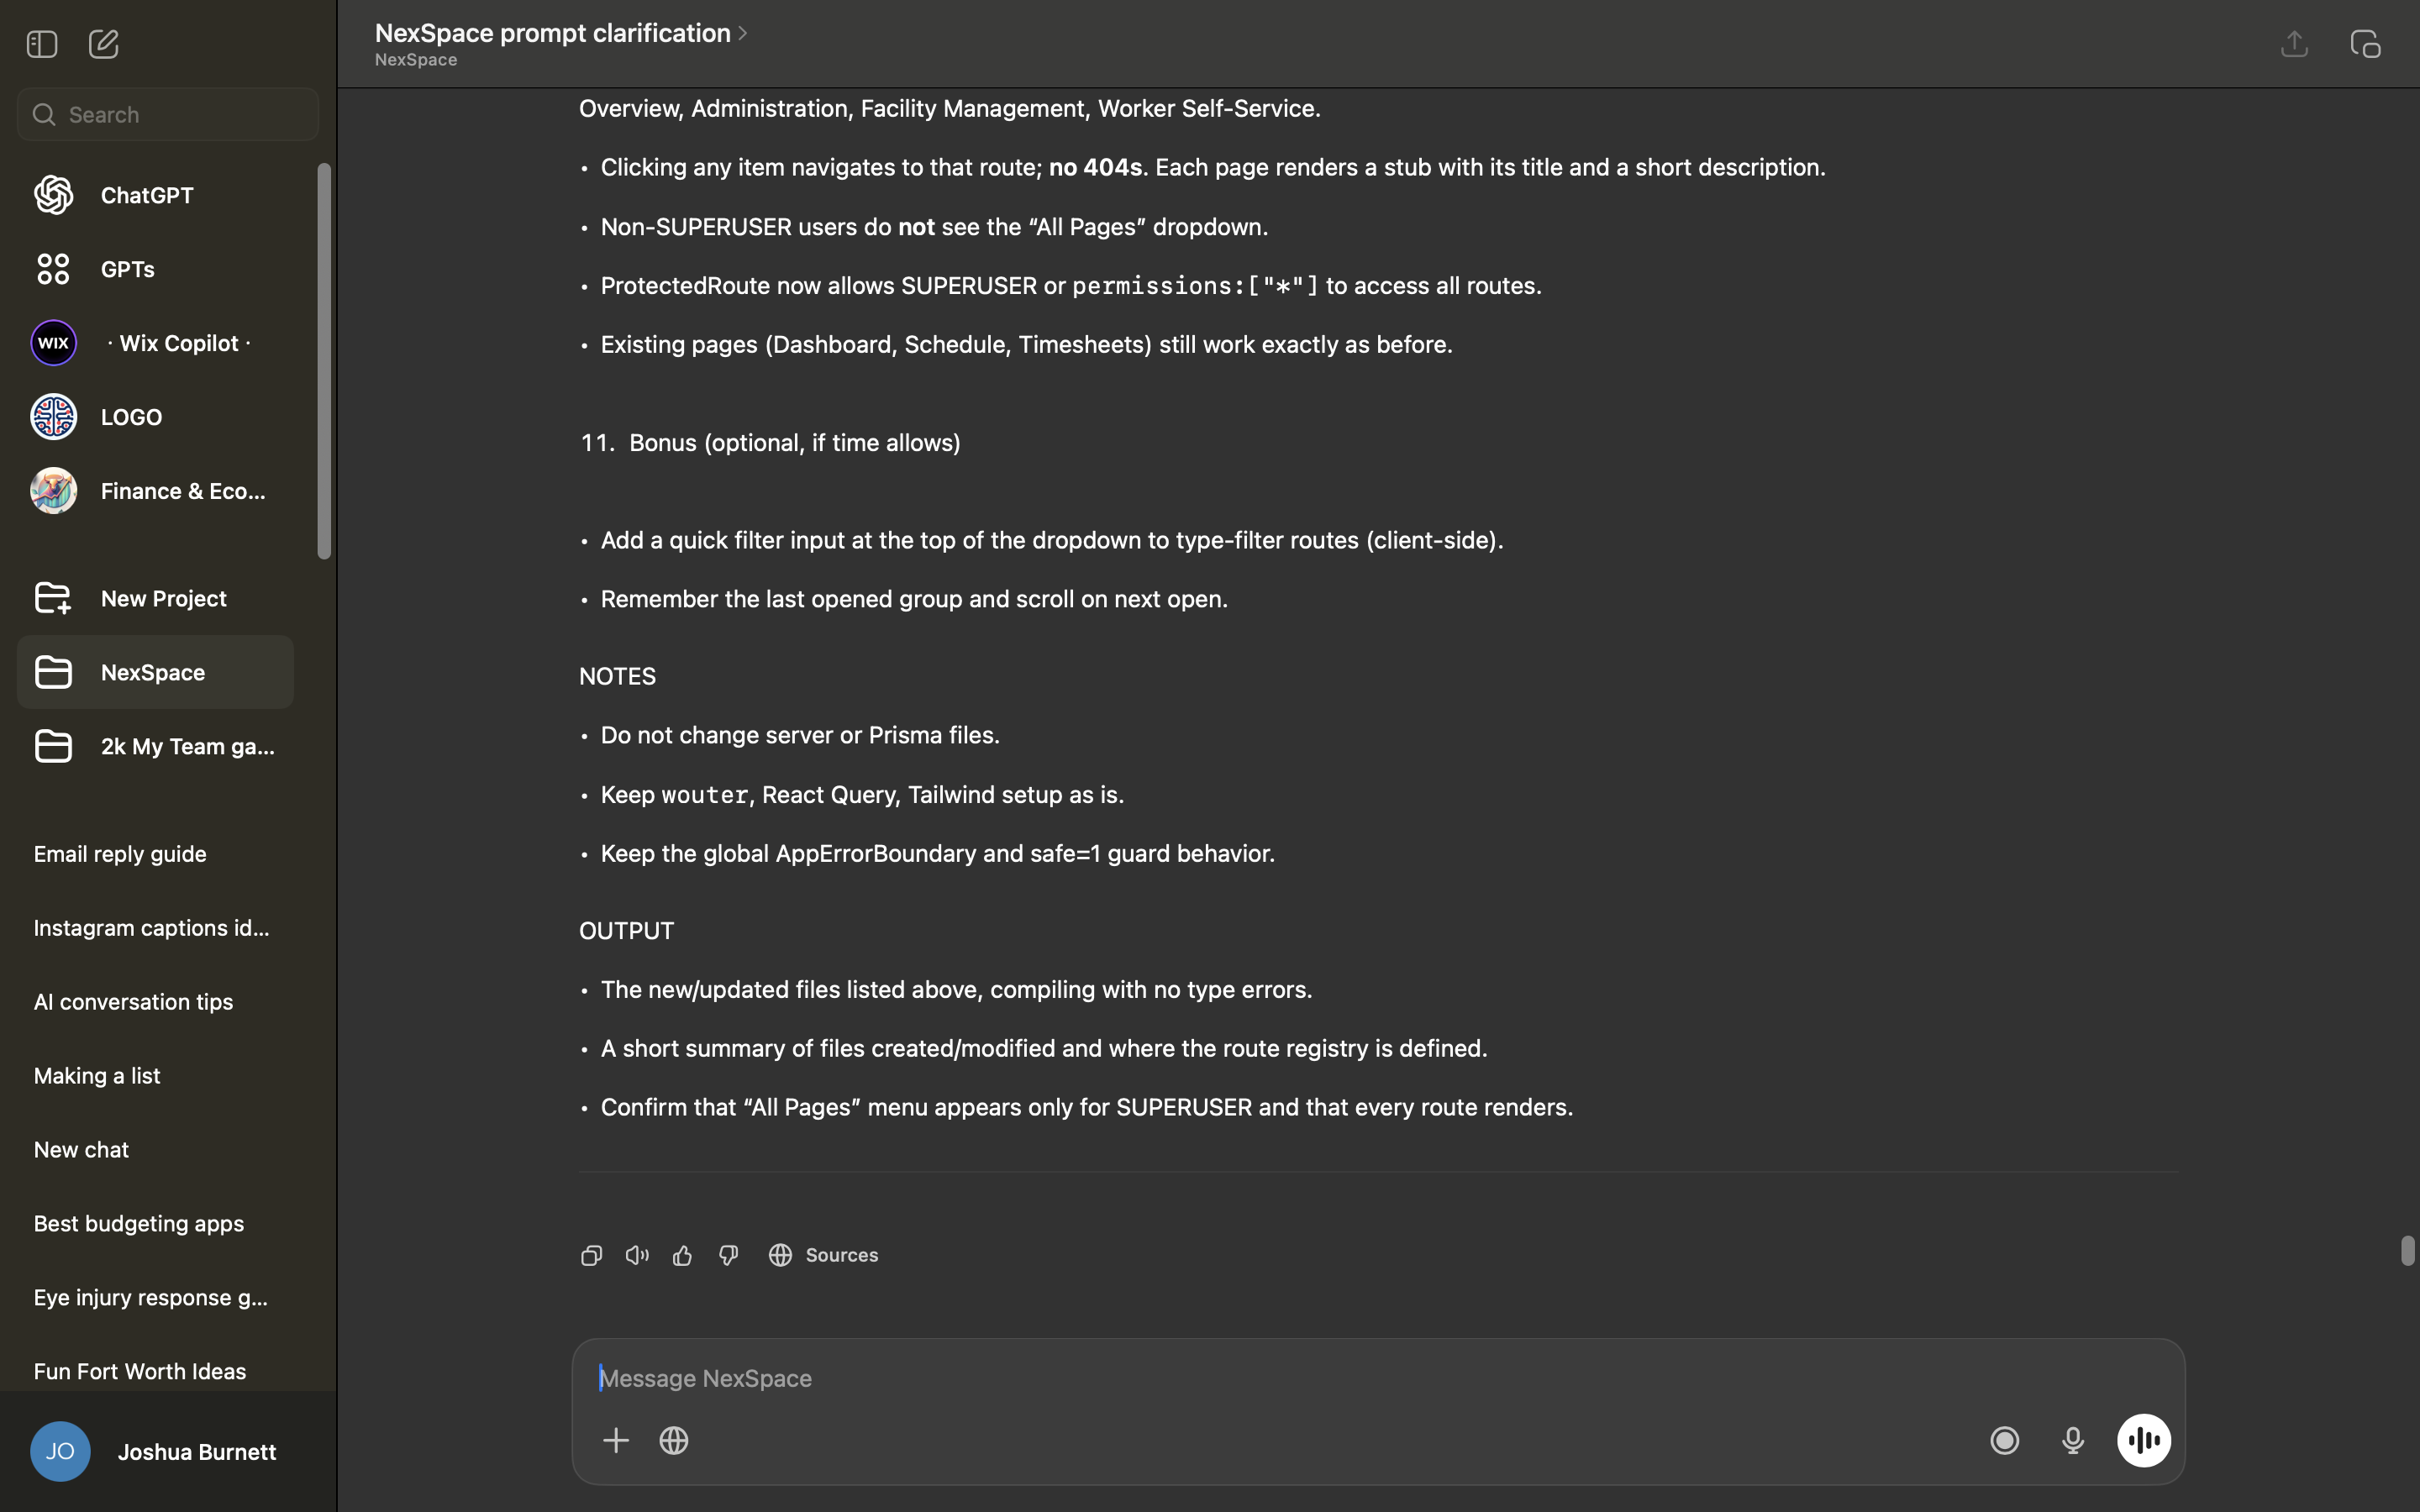 NexSpace prompt clarification
NexSpace
Search
ChatGPT
GPTs
WIX
· Wix Copilot ·
LOGO
Finance & Eco...
New Project
NexSpace
2k My Team ga...
Email reply guide
Instagram captions id...
AI conversation tips
Making a list
New chat
Best budgeting apps
Eye injury response g...
Fun Fort Worth Ideas
JO
Joshua Burnett
Overview, Administration, Facility Management, Worker Self-Service.
• Clicking any item navigates to that route; no 404s. Each page renders a stub with its title and a short description.
• Non-SUPERUSER users do not see the “All Pages” dropdown.
• ProtectedRoute now allows SUPERUSER or permissions:["*"] to access all routes.
• Existing pages (Dashboard, Schedule, Timesheets) still work exactly as before.
11. Bonus (optional, if time allows)
• Add a quick filter input at the top of the dropdown to type-filter routes (client-side).
• Remember the last opened group and scroll on next open.
NOTES
• Do not change server or Prisma files.
• Keep wouter, React Query, Tailwind setup as is.
• Keep the global AppErrorBoundary and safe=1 guard behavior.
OUTPUT
• The new/updated files listed above, compiling with no type errors.
• A short summary of files created/modified and where the route registry is defined.
• Confirm that “All Pages” menu appears only for SUPERUSER and that every route renders.
Sources
Message NexSpace